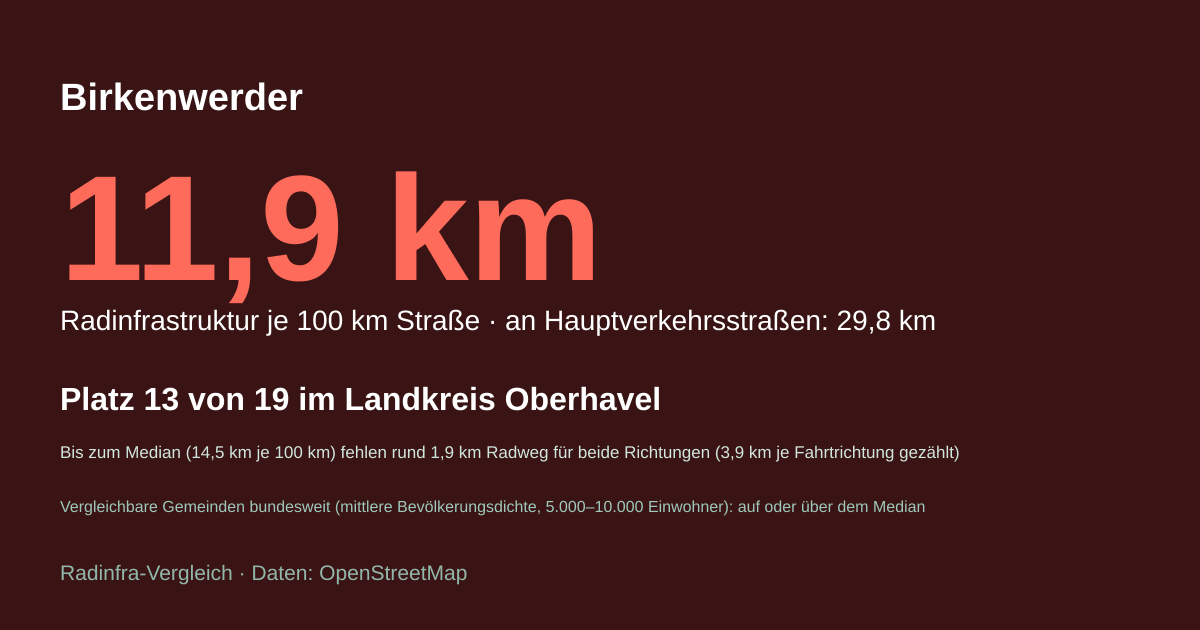 Birkenwerder
11,9 km
Radinfrastruktur je 100 km Straße · an Hauptverkehrsstraßen: 29,8 km
Platz 13 von 19 im Landkreis Oberhavel
Bis zum Median (14,5 km je 100 km) fehlen rund 1,9 km Radweg für beide Richtungen (3,9 km je Fahrtrichtung gezählt)
Vergleichbare Gemeinden bundesweit (mittlere Bevölkerungsdichte, 5.000–10.000 Einwohner): auf oder über dem Median
Radinfra-Vergleich · Daten: OpenStreetMap